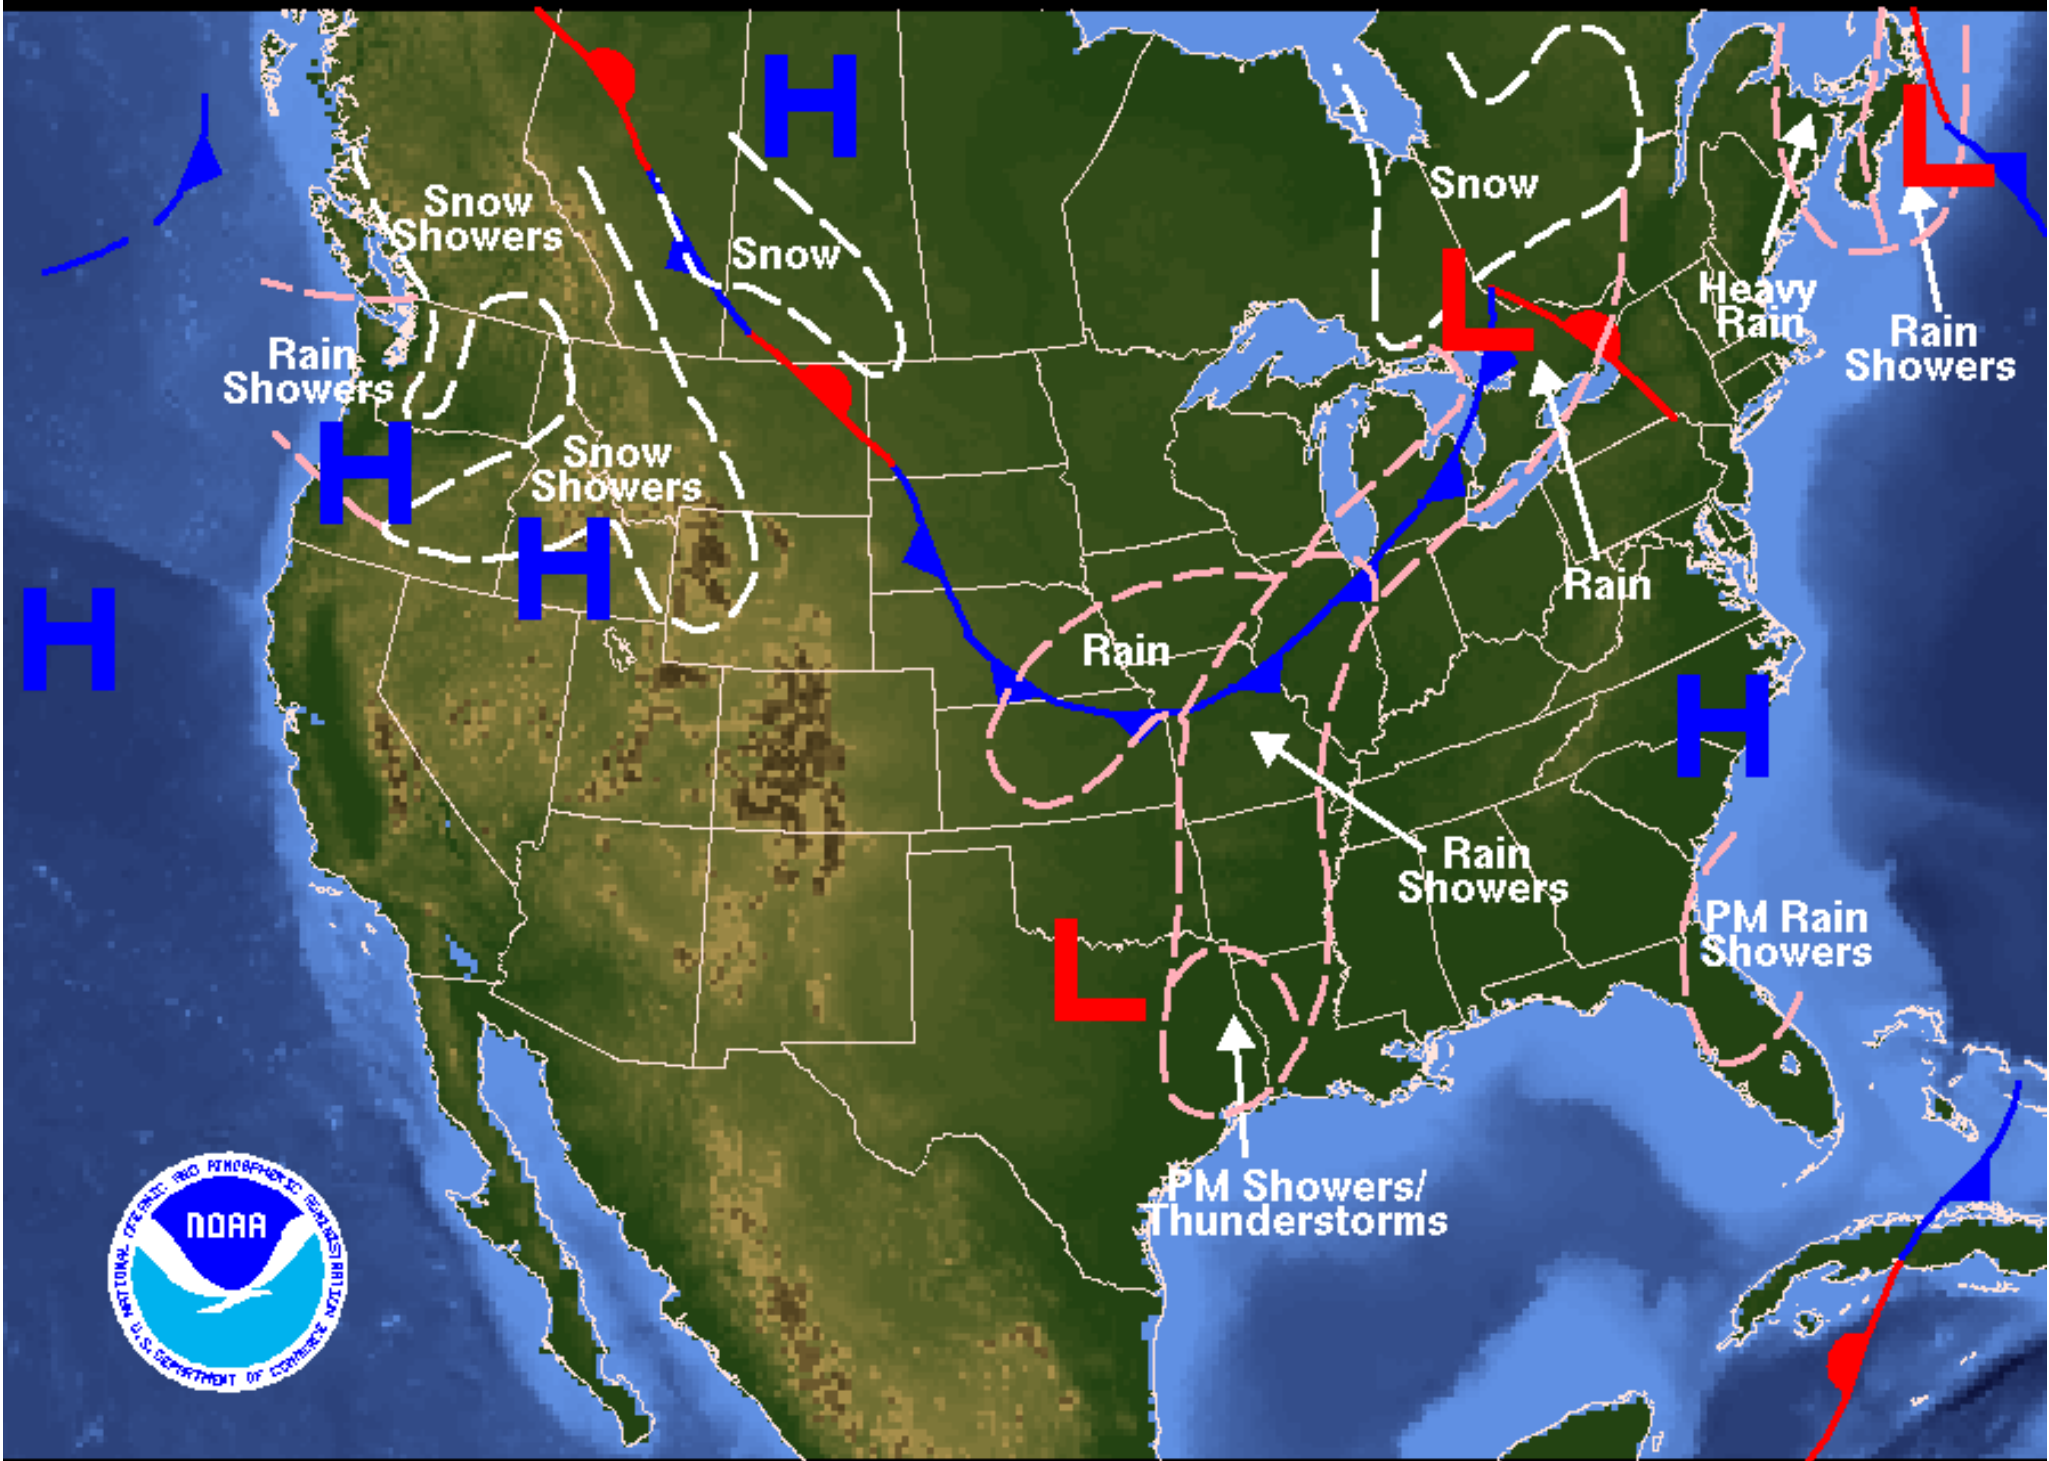 H
Snow
Showers
Snow
Snow
L
H
Rain
Showers
Heavy
Rain
Rain
Showers
L
H
Snow
Showers
H
H
Rain
Rain
H
Rain
Showers
PM Rain
Showers
L
PM Showers/
Thunderstorms
NATIONAL OCEANIC AND ATMOSPHERIC ADMINISTRATION
NOAA
U.S. DEPARTMENT OF COMMERCE